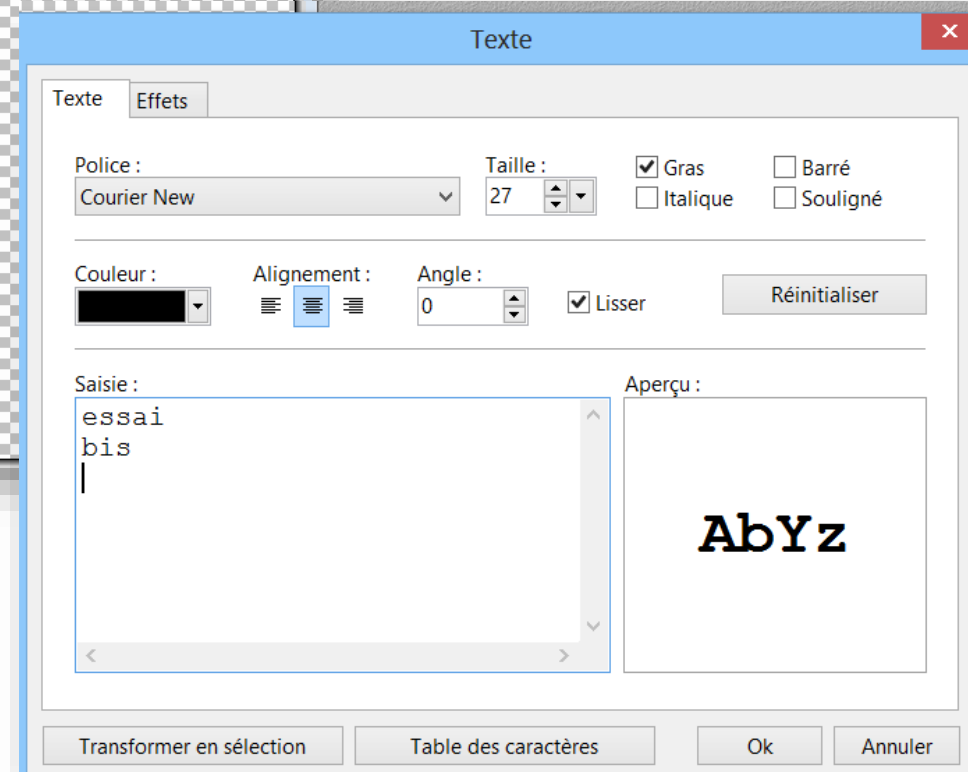 Texte
Texte Effets
Police : Taille : Gras Barré
Courier New 27 Italique Souligné
Couleur : Alignement : Angle :
0 Lisser Réinitialiser
Saisie : Aperçu :
essai
bis
AbYz
Transformer en sélection Table des caractères Ok Annuler